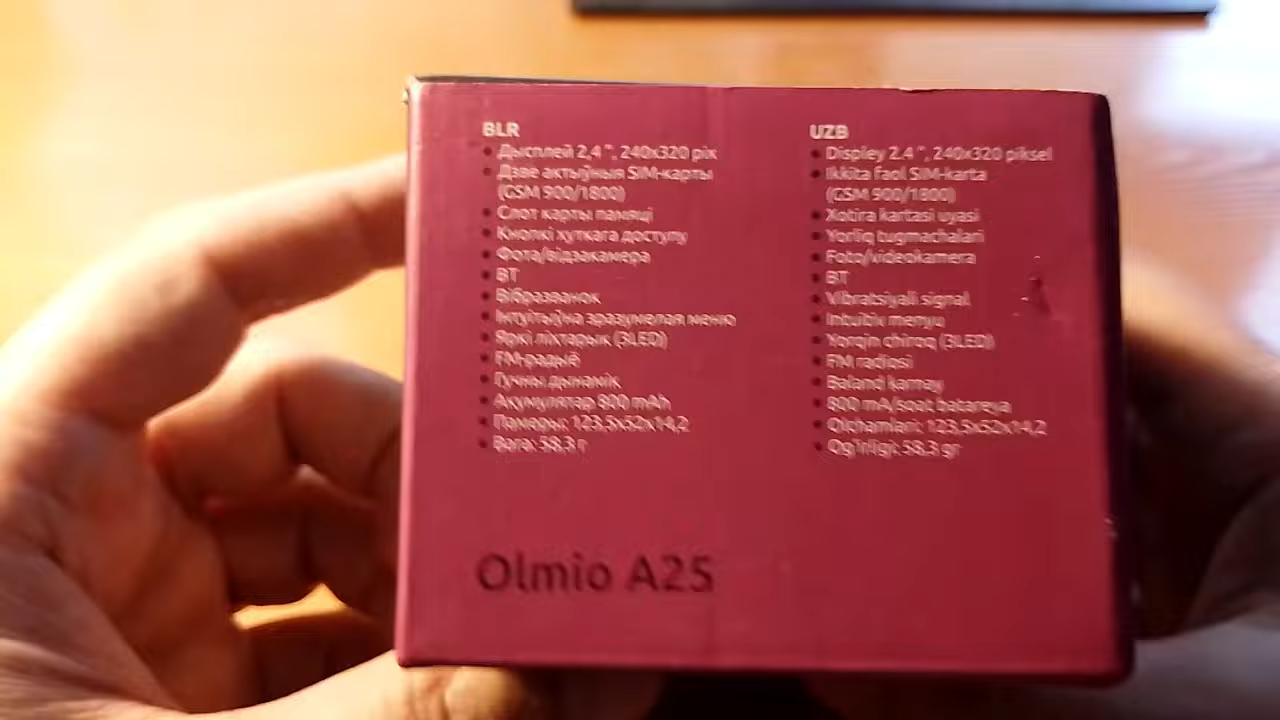 BLR
• Дысплей 2,4 ", 240x320 pix
• Дзве актыўныя SIM-карты
(GSM 900/1800)
• Слот карты памяці
• Кнопкі хуткага доступу
• Фота/відэакамера
• BT
• Вібразванок
• Інтуітыўна зразумелая меню
• Яркі ліхтарык (3LED)
• FM-радыё
• Гучны дынамік
• Акумулятар 800 mAh
• Памеры: 123,5x52x14,2
• Вага: 58,3 г
UZB
• Display 2.4 ", 240x320 piksel
• Ikkita faol SIM-karta
(GSM 900/1800)
• Xotira kartasi uyasi
• Yorliq tugmachalari
• Foto/videokamera
• BT
• Vibratsiyali signal
• Intuitiv menyu
• Yorqin chiroq (3LED)
• FM radiosi
• Baland karnay
• 800 mA/soat batareya
• Olchamlari: 123,5x52x14,2
• Og'irligi: 58,3 gr
Olmio A25